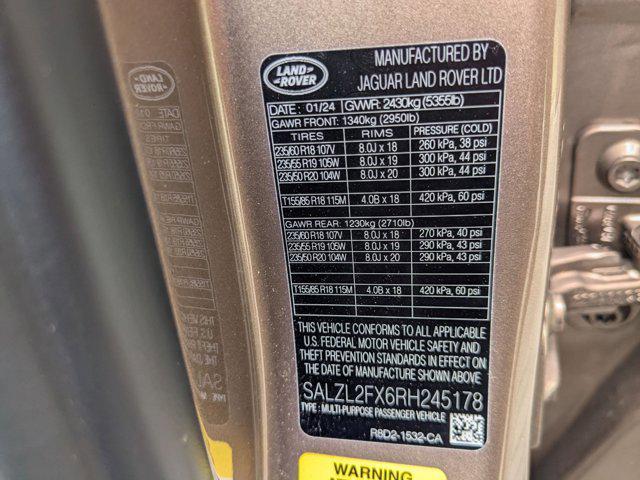 LAND-
ROVER
MANUFACTURED BY
JAGUAR LAND ROVER LTD
DATE: 01/24 GVWR: 2430kg (5355lb)
GAWR FRONT: 1340kg (2950lb)
TIRES RIMS PRESSURE (COLD)
235/60 R18 107V 8.0J x 18 260 kPa, 38 psi
235/55 R19 105W 8.0J x 19 300 kPa, 44 psi
235/50 R20 104W 8.0J x 20 300 kPa, 44 psi
T155/85 R18 115M 4.0B x 18 420 kPa, 60 psi
GAWR REAR: 1230kg (2710lb)
235/60 R18 107V 8.0J x 18 270 kPa, 40 psi
235/55 R19 105W 8.0J x 19 290 kPa, 43 psi
235/50 R20 104W 8.0J x 20 290 kPa, 43 psi
T155/85 R18 115M 4.0B x 18 420 kPa, 60 psi
THIS VEHICLE CONFORMS TO ALL APPLICABLE
U.S. FEDERAL MOTOR VEHICLE SAFETY AND
THEFT PREVENTION STANDARDS IN EFFECT ON
THE DATE OF MANUFACTURE SHOWN ABOVE.
SALZL2FX6RH245178
TYPE : MULTI-PURPOSE PASSENGER VEHICLE
R8D2-1532-CA
WARNING